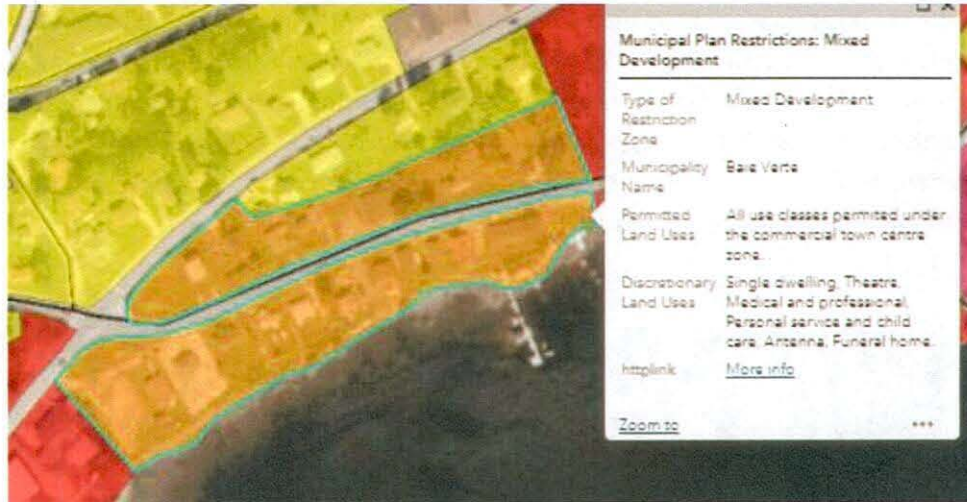 Municipal Plan Restrictions: Mixed
Development
Type of Mixed Development
Restriction
Zone
Municipality Baie Verte
Name
Permitted All use classes permited under
Land Uses the commercial town centre
zone.
Discretionary Single dwelling, Theatre,
Land Uses Medical and professional,
Personal service and child
care, Antenna, Funeral home.
httplink More info
Zoom to